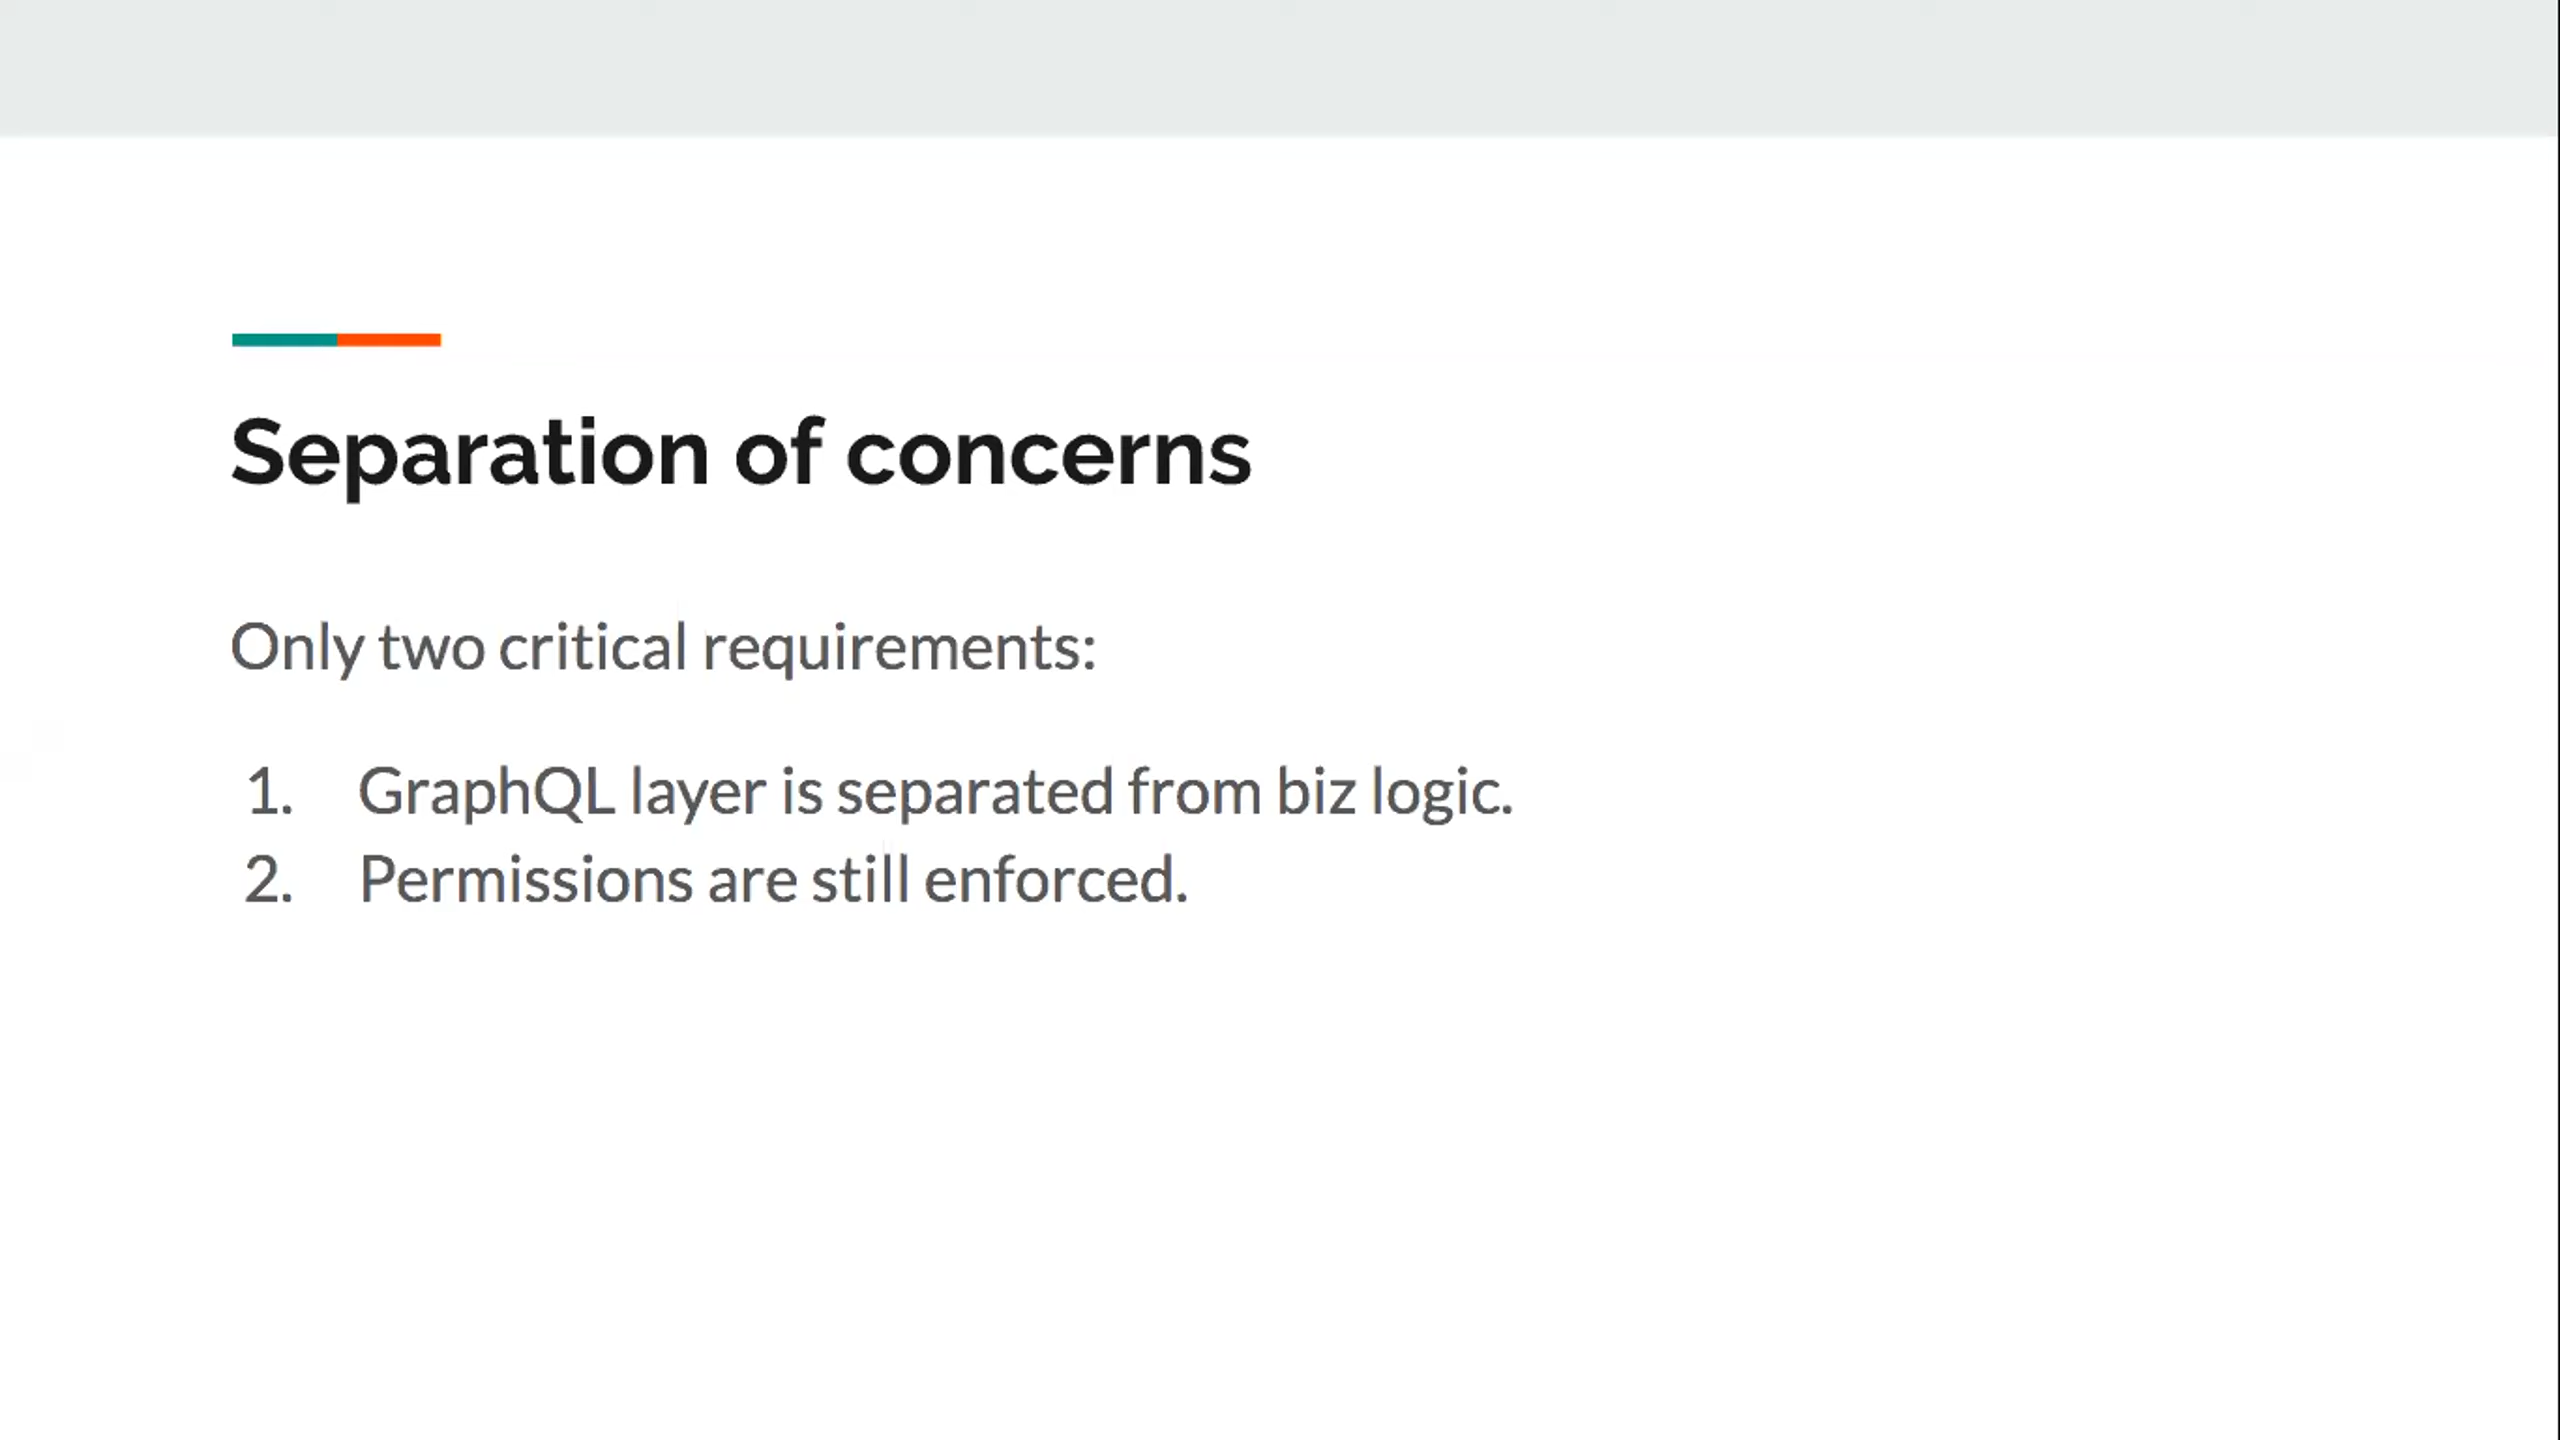 Separation of concerns
Only two critical requirements:
1. GraphQL layer is separated from biz logic.
2. Permissions are still enforced.